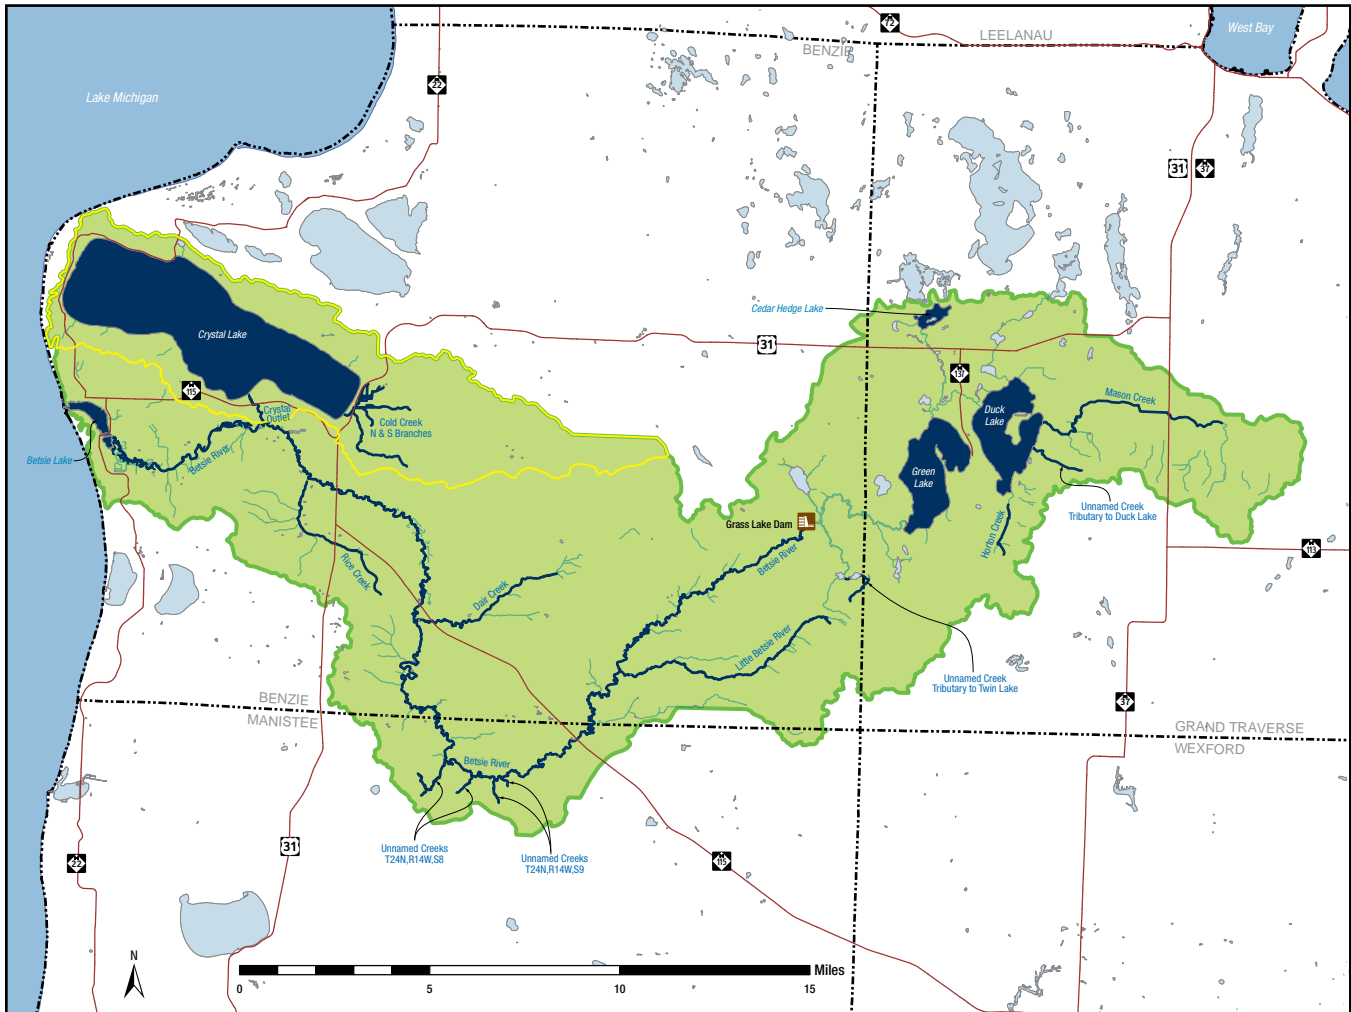 72
LEELANAU
West Bay
BENZIE
22
Lake Michigan
31
37
Cedar Hedge Lake
Crystal Lake
31
137
115
Mason Creek
Crystal
Outlet
Duck
Lake
Cold Creek
N & S Branches
Betsie Lake
Betsie River
Green
Lake
Unnamed Creek
Tributary to Duck Lake
Grass Lake Dam
Horton Creek
113
Betsie River
Rice Creek
Dair Creek
Little Betsie River
Unnamed Creek
Tributary to Twin Lake
BENZIE
MANISTEE
37
GRAND TRAVERSE
WEXFORD
Betsie River
31
Unnamed Creeks
T24N,R14W,S8
Unnamed Creeks
T24N,R14W,S9
22
115
N
Miles
0
5
10
15